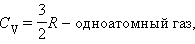 C_V = 3/2 R – одноатомный газ,